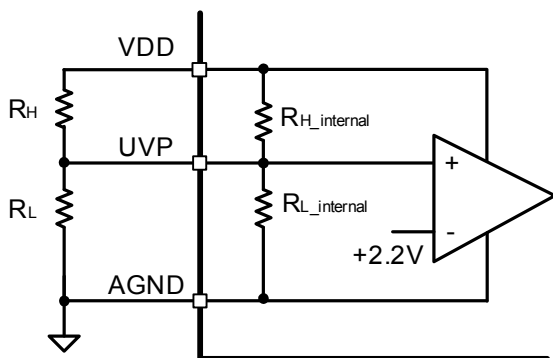 VDD
RH
RH_internal
UVP
+
RL
RL_internal
-
+2.2V
AGND